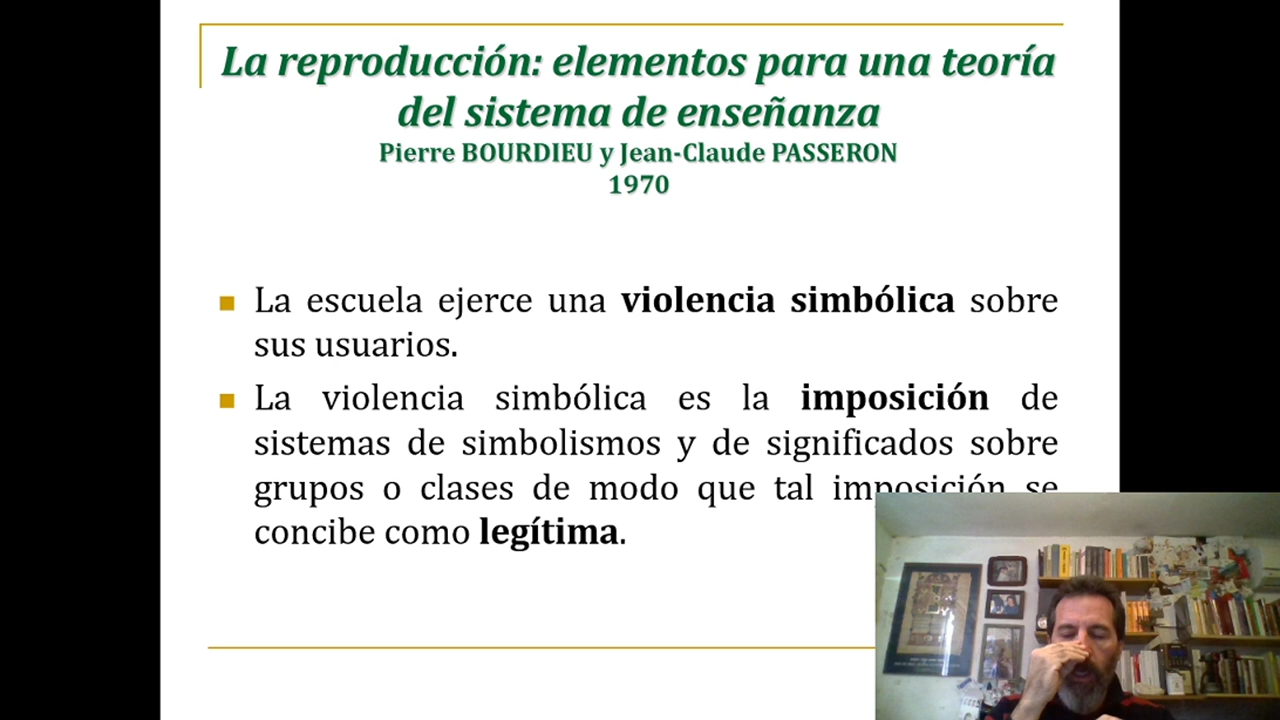 La reproducción: elementos para una teoría
del sistema de enseñanza
Pierre BOURDIEU y Jean-Claude PASSERON
1970
La escuela ejerce una violencia simbólica sobre
sus usuarios.
La violencia simbólica es la imposición de
sistemas de simbolismos y de significados sobre
grupos o clases de modo que tal imposición se
concibe como legítima.